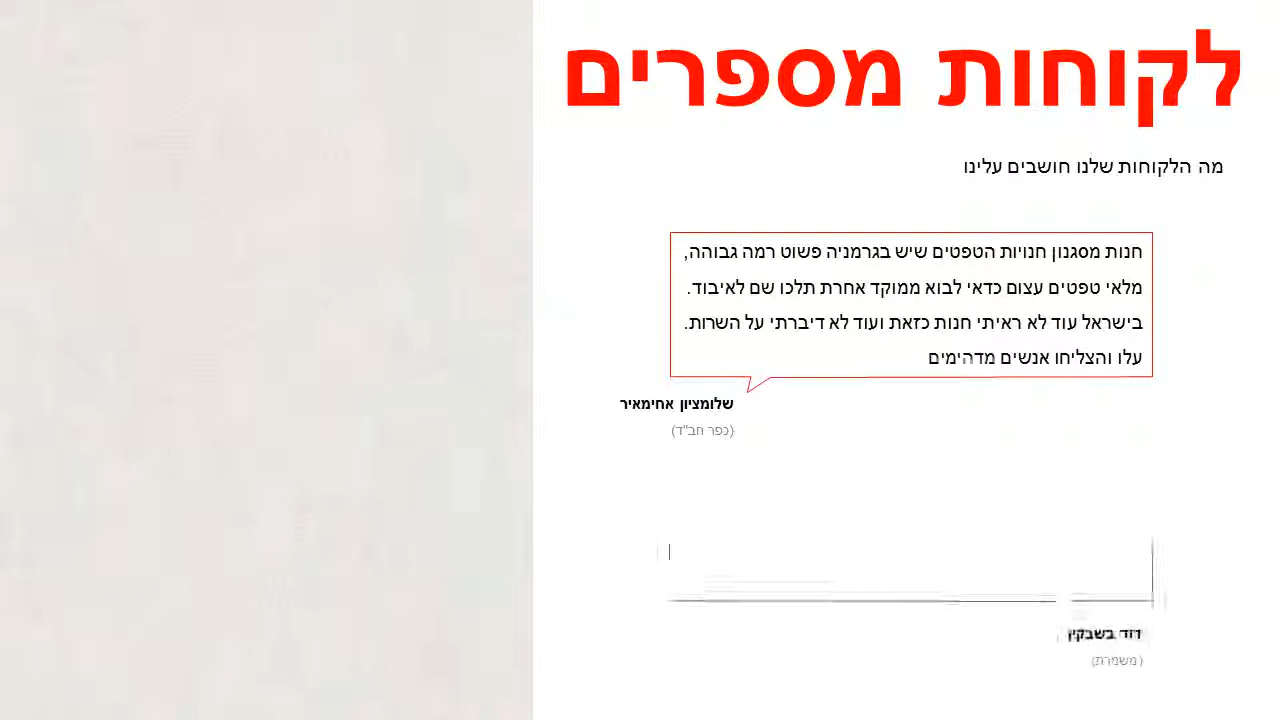 לקוחות מספרים
מה הלקוחות שלנו חושבים עלינו
חנות מסגנון חנויות הטפטים שיש בגרמניה פשוט רמה גבוהה,
מלאי טפטים עצום כדאי לבוא ממוקד אחרת תלכו שם לאיבוד.
בישראל עוד לא ראיתי חנות כזאת ועוד לא דיברתי על השרות.
עלו והצליחו אנשים מדהימים
שלומציון אחימאיר
(כפר חב"ד)
דוד בשבקין
(משמרת)